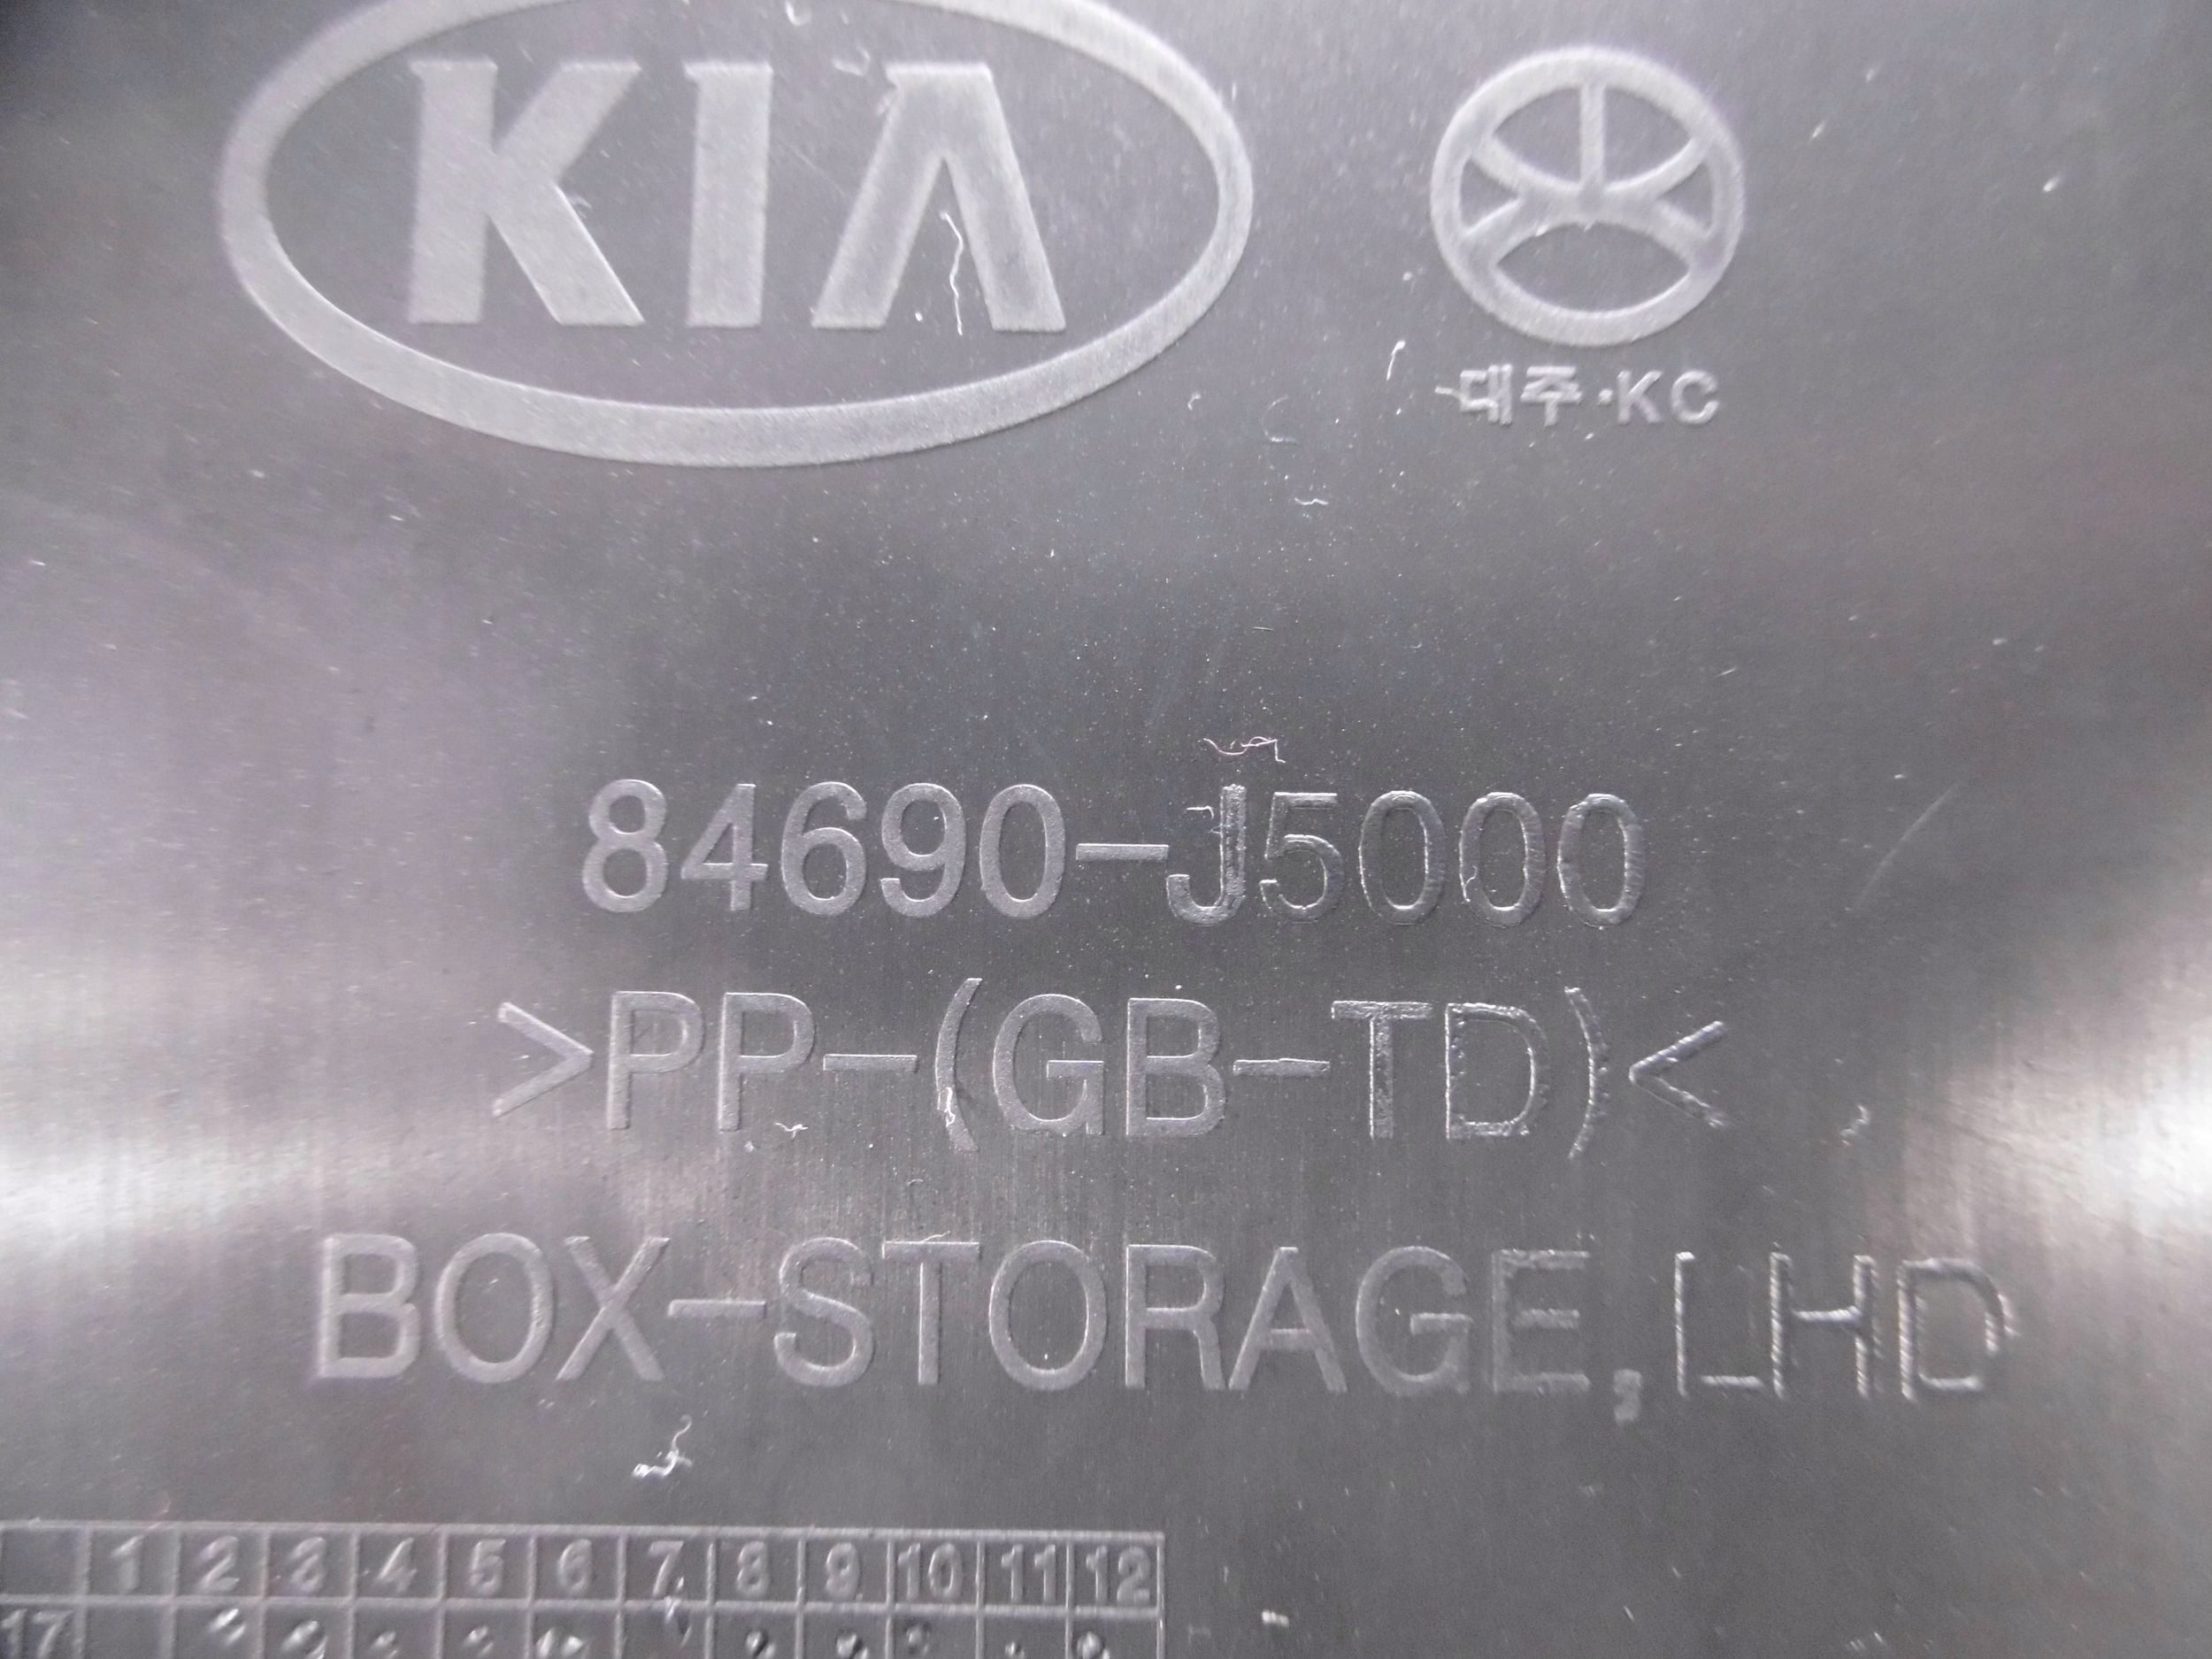 KIA
대주·KC
84690-J5000
>PP-(GB-TD)<
BOX-STORAGE,LHD
1 2 3 4 5 6 7 8 9 10 11 12
17